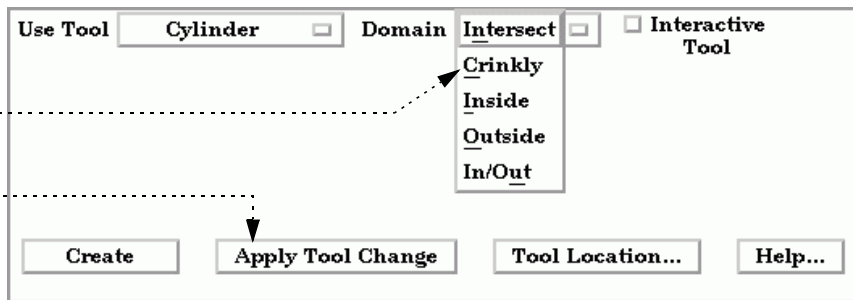 Use Tool Cylinder Domain Intersect Interactive
Tool
Crinkly
Inside
Outside
In/Out
Create Apply Tool Change Tool Location... Help...